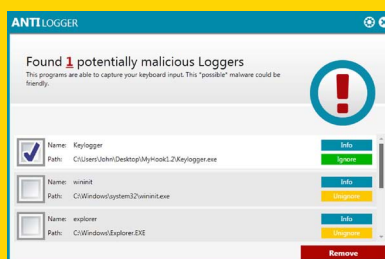 ANTILOGGER
Found 1 potentially malicious Loggers
This programs are able to capture your keyboard input. This "possible" malware could be
friendly.
Name: Keylogger
Info
Path: C:\Users\John\Desktop\MyHook1.2\Keylogger.exe
Ignore
Name: wininit
Info
Path: C:\Windows\system32\wininit.exe
Unignore
Name: explorer
Info
Path: C:\Windows\Explorer.EXE
Unignore
Remove